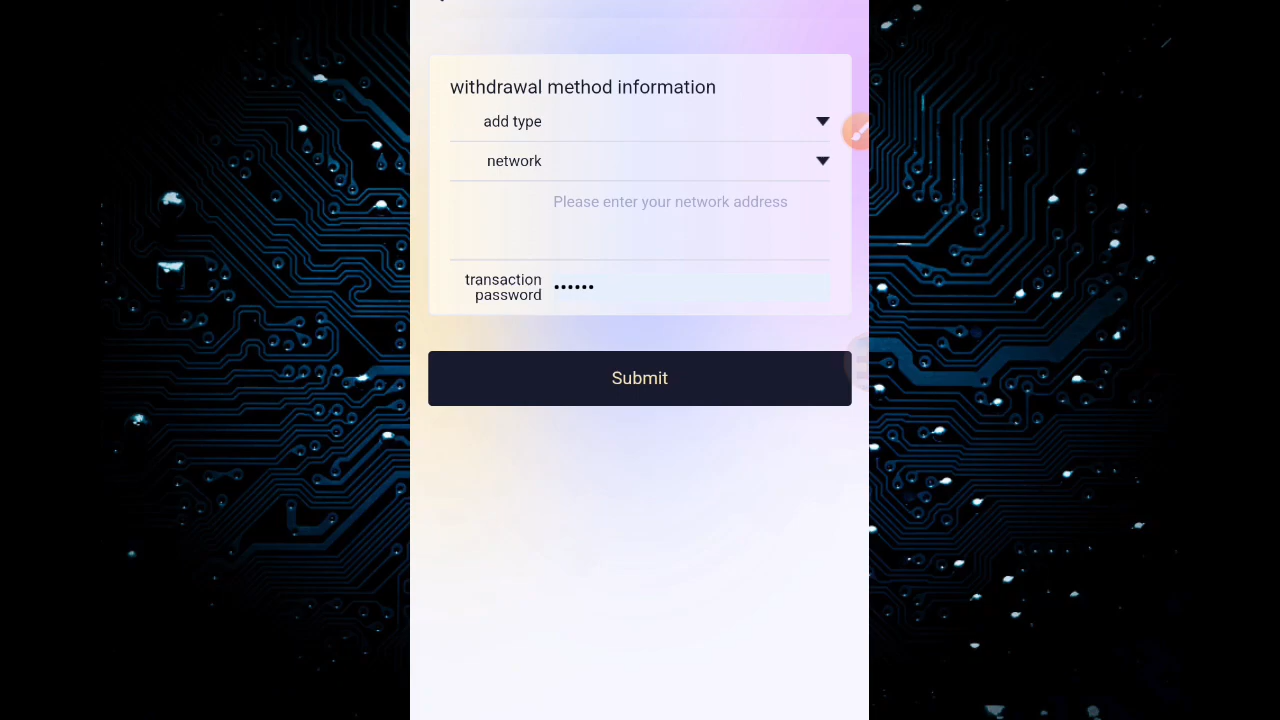 withdrawal method information
add type
network
Please enter your network address
transaction
password
••••••
Submit